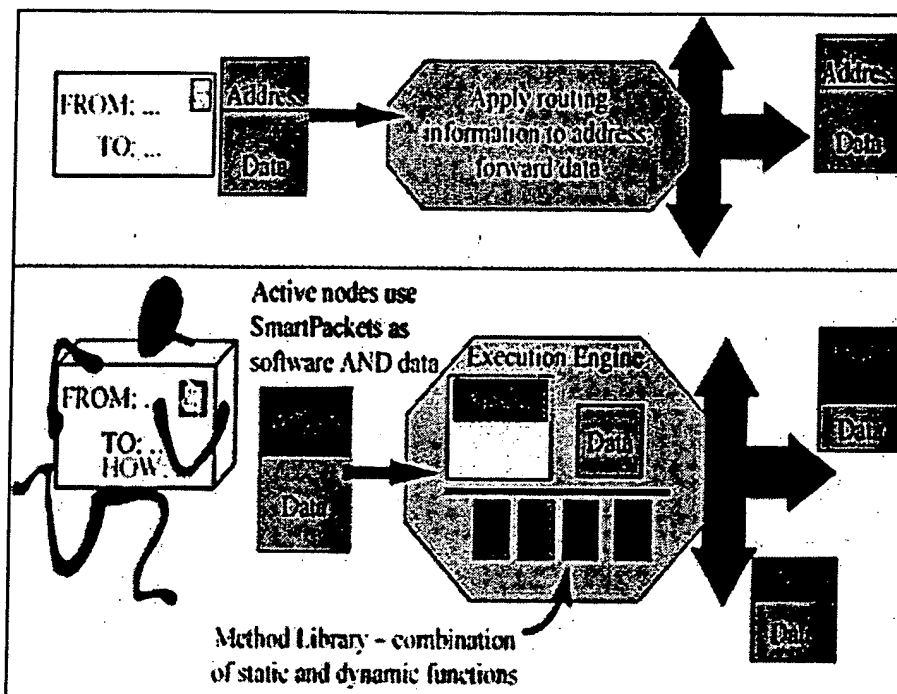 FROM: ...
TO: ...
Address
Data
Apply routing
information to address;
forward data
Address
Data
Active nodes use
SmartPackets as
software AND data
FROM: ...
TO: ..
HOW:
Data
Execution Engine
Data
Data
Data
Method Library – combination
of static and dynamic functions